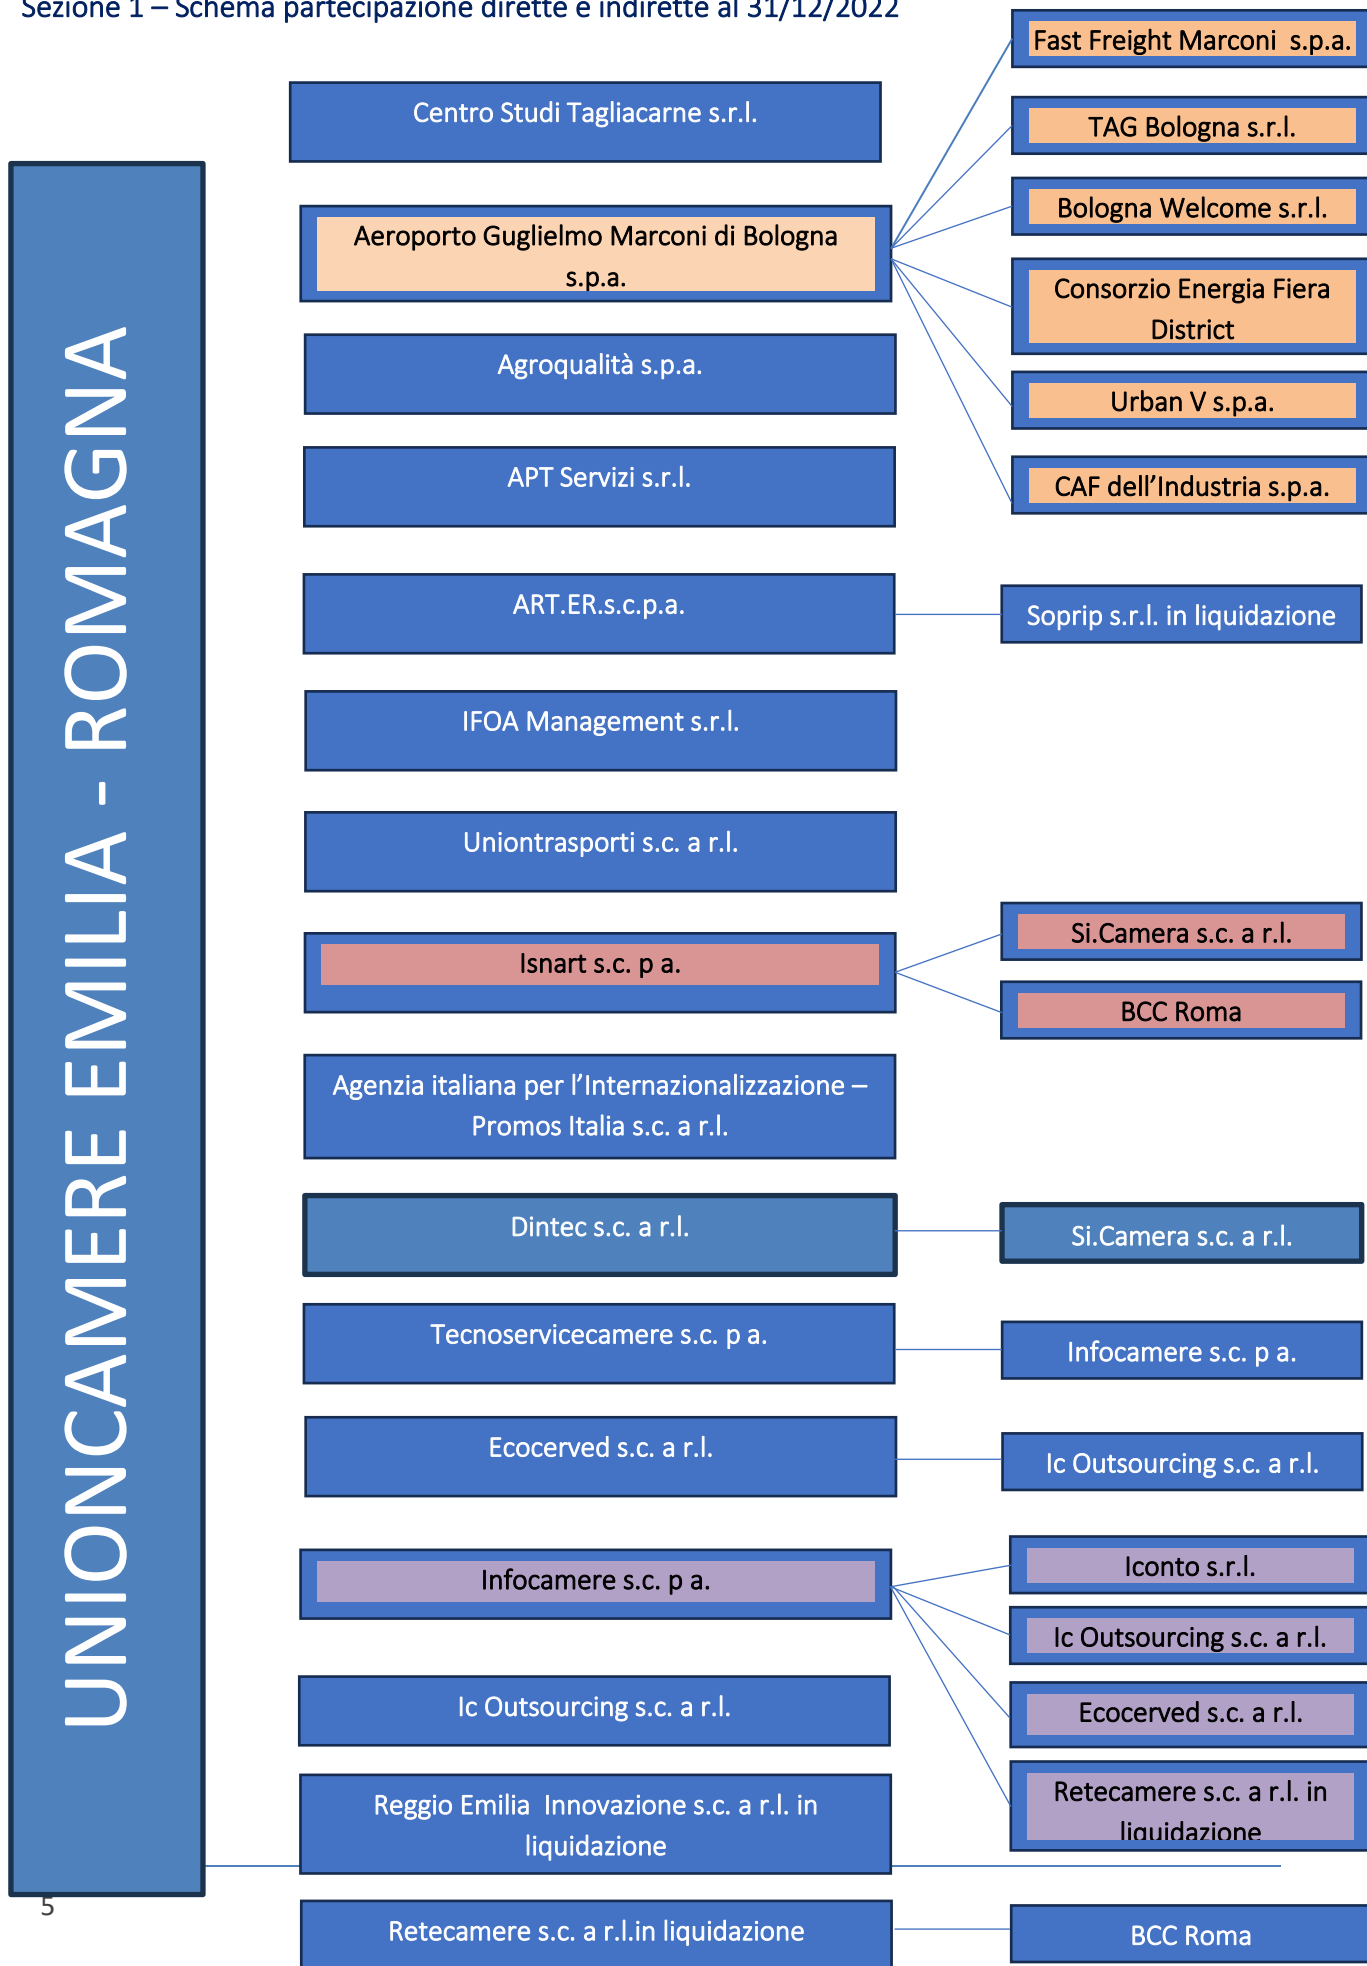 Sezione 1 – Schema partecipazione dirette e indirette al 31/12/2022
UNIONCAMERE EMILIA - ROMAGNA
Centro Studi Tagliacarne s.r.l.
Aeroporto Guglielmo Marconi di Bologna
s.p.a.
Fast Freight Marconi s.p.a.
TAG Bologna s.r.l.
Bologna Welcome s.r.l.
Consorzio Energia Fiera
District
Urban V s.p.a.
CAF dell’Industria s.p.a.
Agroqualità s.p.a.
APT Servizi s.r.l.
ART.ER.s.c.p.a.
Soprip s.r.l. in liquidazione
IFOA Management s.r.l.
Uniontrasporti s.c. a r.l.
Isnart s.c. p a.
Si.Camera s.c. a r.l.
BCC Roma
Agenzia italiana per l’Internazionalizzazione –
Promos Italia s.c. a r.l.
Dintec s.c. a r.l.
Si.Camera s.c. a r.l.
Tecnoservicecamere s.c. p a.
Infocamere s.c. p a.
Ecocerved s.c. a r.l.
Ic Outsourcing s.c. a r.l.
Infocamere s.c. p a.
Iconto s.r.l.
Ic Outsourcing s.c. a r.l.
Ecocerved s.c. a r.l.
Retecamere s.c. a r.l. in
liquidazione
Ic Outsourcing s.c. a r.l.
Reggio Emilia Innovazione s.c. a r.l. in
liquidazione
Retecamere s.c. a r.l.in liquidazione
BCC Roma
5